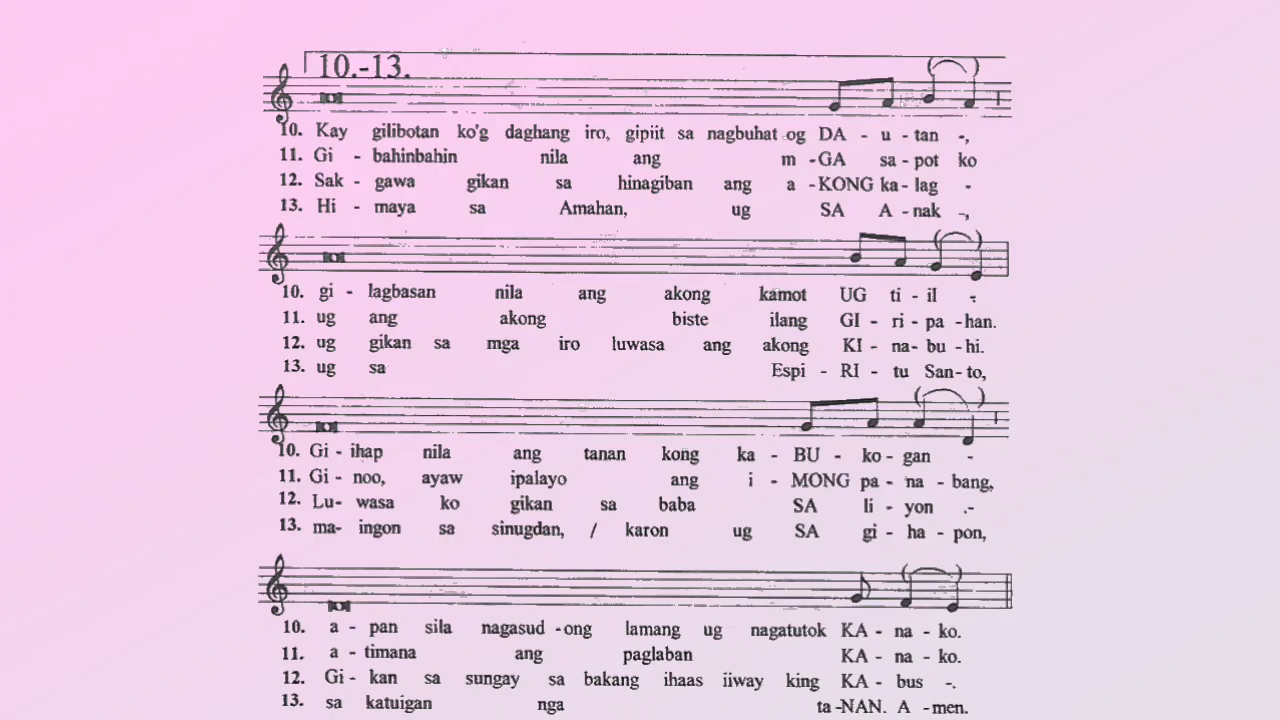 10.-13.
10. Kay gilibotan ko'g daghang iro, gipiit sa nagbuhat og DA - u - tan -,
11. Gi - bahinbahin nila ang m -GA sa - pot ko
12. Sak - gawa gikan sa hinagiban ang a -KONG ka - lag -
13. Hi - maya sa Amahan, ug SA A - nak -,
10. gi - lagbasan nila ang akong kamot UG ti - il -;
11. ug ang akong biste ilang GI - ri - pa -han.
12. ug gikan sa mga iro luwasa ang akong KI - na- bu -hi.
13. ug sa Espi - RI - tu San- to,
10. Gi - ihap nila ang tanan kong ka - BU - ko - gan -
11. Gi - noo, ayaw ipalayo ang i - MONG pa - na - bang,
12. Lu- wasa ko gikan sa baba SA li - yon .-
13. ma- ingon sa sinugdan, / karon ug SA gi - ha - pon,
10. a - pan sila nagasud -ong lamang ug nagatutok KA - na - ko.
11. a - timana ang paglaban KA - na - ko.
12. Gi - kan sa sungay sa bakang ihaas iiway king KA - bus -.
13. sa katuigan nga ta -NAN. A -men.